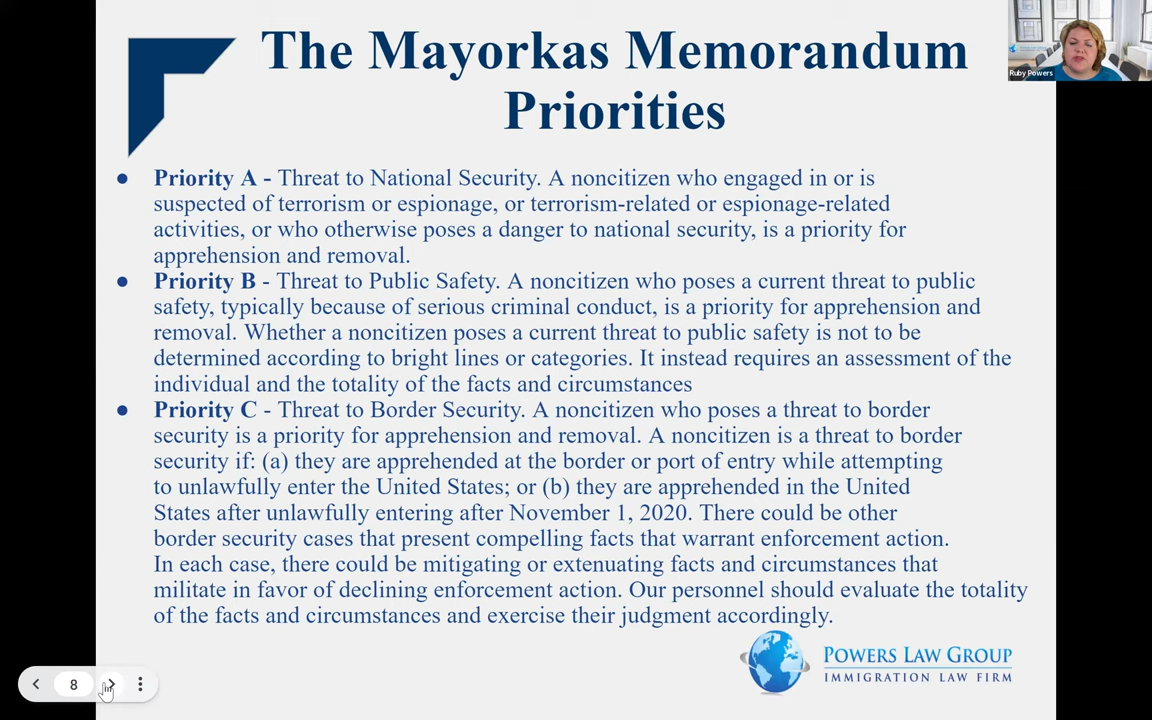 The Mayorkas Memorandum
Priorities
Ruby Powers
● Priority A - Threat to National Security. A noncitizen who engaged in or is
suspected of terrorism or espionage, or terrorism-related or espionage-related
activities, or who otherwise poses a danger to national security, is a priority for
apprehension and removal.
● Priority B - Threat to Public Safety. A noncitizen who poses a current threat to public
safety, typically because of serious criminal conduct, is a priority for apprehension and
removal. Whether a noncitizen poses a current threat to public safety is not to be
determined according to bright lines or categories. It instead requires an assessment of the
individual and the totality of the facts and circumstances
● Priority C - Threat to Border Security. A noncitizen who poses a threat to border
security is a priority for apprehension and removal. A noncitizen is a threat to border
security if: (a) they are apprehended at the border or port of entry while attempting
to unlawfully enter the United States; or (b) they are apprehended in the United
States after unlawfully entering after November 1, 2020. There could be other
border security cases that present compelling facts that warrant enforcement action.
In each case, there could be mitigating or extenuating facts and circumstances that
militate in favor of declining enforcement action. Our personnel should evaluate the totality
of the facts and circumstances and exercise their judgment accordingly.
POWERS LAW GROUP
IMMIGRATION LAW FIRM
8